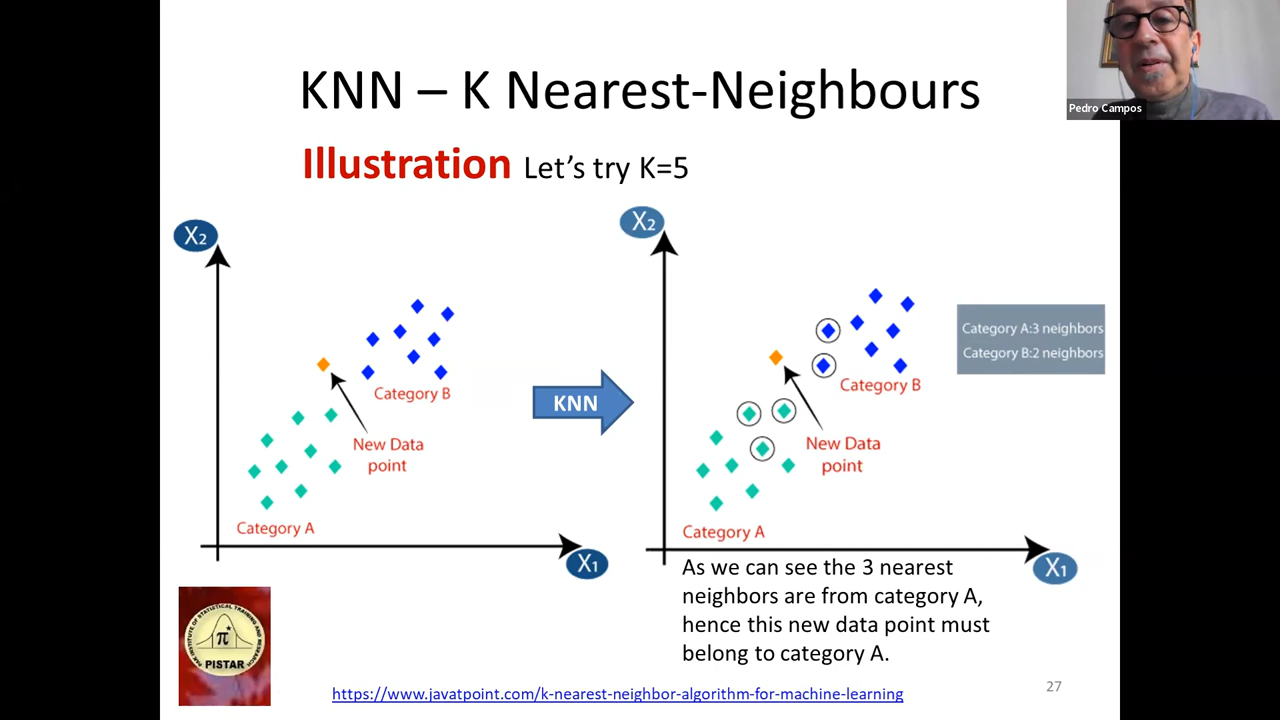 KNN – K Nearest-Neighbours
Pedro Campos
Illustration Let's try K=5
X₂
Category B
New Data
point
Category A
X₁
KNN
X₂
Category A:3 neighbors
Category B:2 neighbors
Category B
New Data
point
Category A
X₁
As we can see the 3 nearest
neighbors are from category A,
hence this new data point must
belong to category A.
π
PISTAR
https://www.javatpoint.com/k-nearest-neighbor-algorithm-for-machine-learning
27